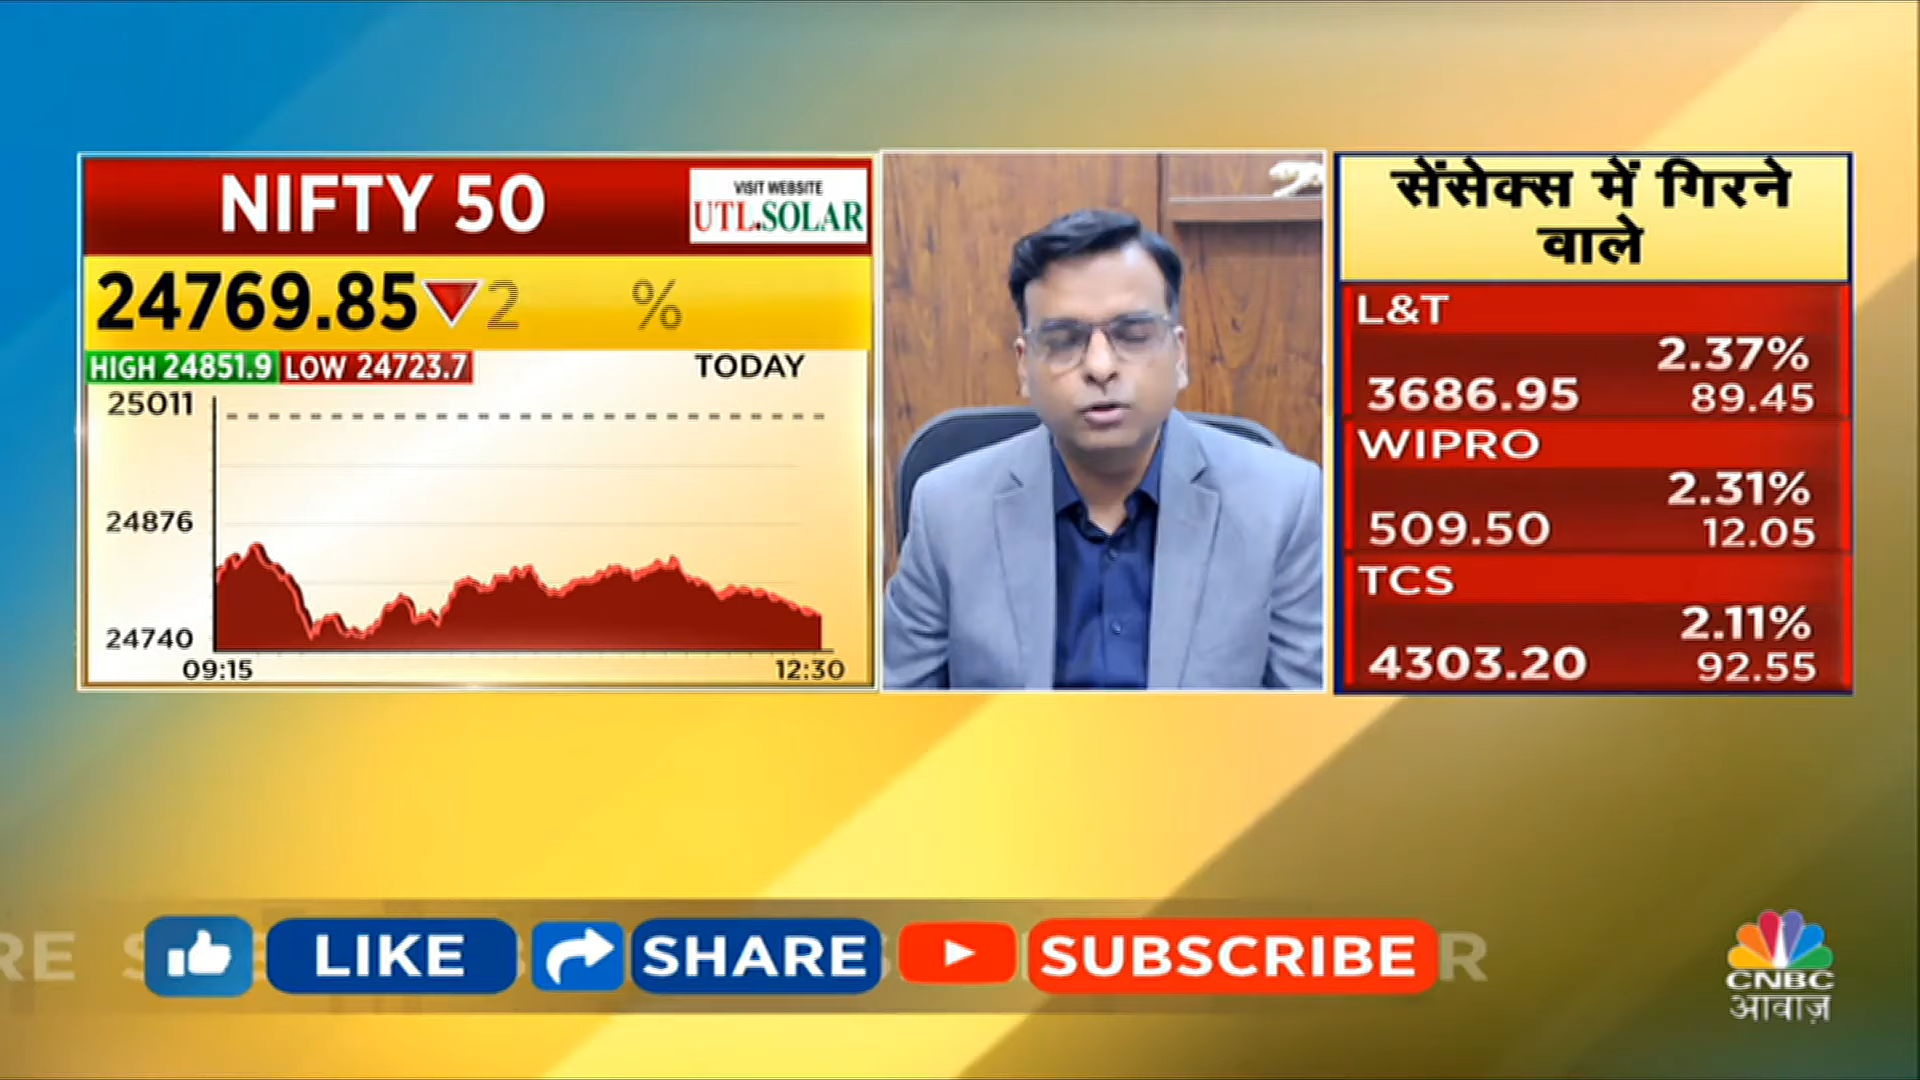 NIFTY 50
VISIT WEBSITE
UTL.SOLAR
24769.85 2 %
HIGH 24851.9 LOW 24723.7 TODAY
25011
24876
24740
09:15 12:30
सेंसेक्स में गिरने
वाले
L&T
2.37%
3686.95 89.45
WIPRO
2.31%
509.50 12.05
TCS
2.11%
4303.20 92.55
LIKE SHARE SUBSCRIBE
CNBC
आवाज़